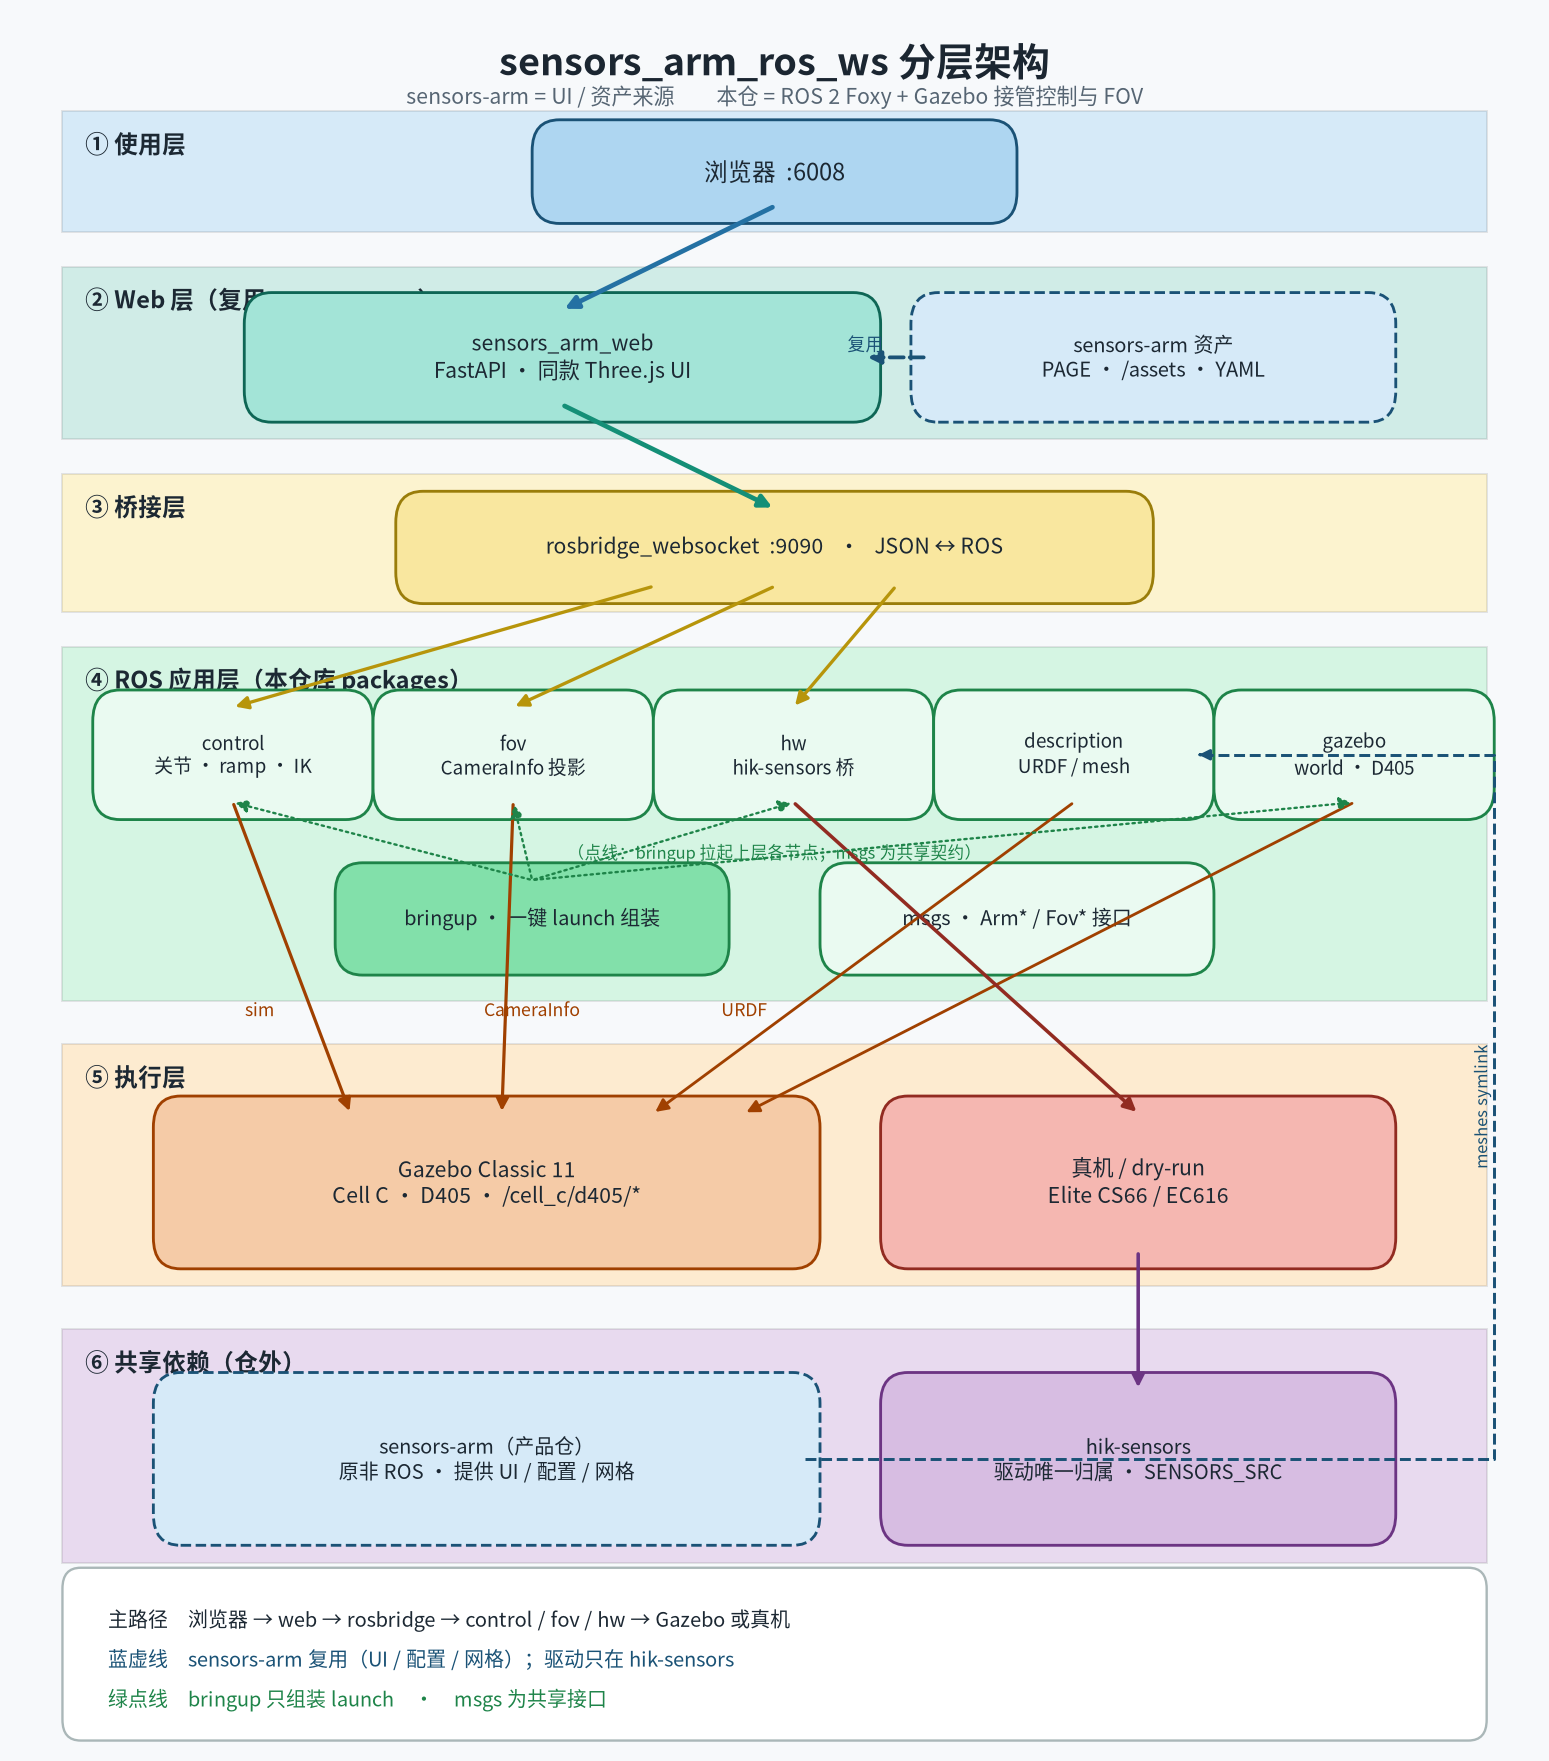 sensors_arm_ros_ws 分层架构
sensors-arm = UI / 资产来源 本仓 = ROS 2 Foxy + Gazebo 接管控制与 FOV
① 使用层
浏览器 :6008
② Web 层（复用
sensors_arm_web
FastAPI · 同款 Three.js UI
复用
sensors-arm 资产
PAGE · /assets · YAML
③ 桥接层
rosbridge_websocket :9090 · JSON ↔ ROS
④ ROS 应用层（本仓库 packages）
control
关节 · ramp · IK
fov
CameraInfo 投影
hw
hik-sensors 桥
description
URDF / mesh
gazebo
world · D405
（点线：bringup 拉起上层各节点；msgs 为共享契约）
bringup · 一键 launch 组装
msgs · Arm* / Fov* 接口
sim
CameraInfo
URDF
⑤ 执行层
Gazebo Classic 11
Cell C · D405 · /cell_c/d405/*
真机 / dry-run
Elite CS66 / EC616
meshes symlink
⑥ 共享依赖（仓外）
sensors-arm（产品仓）
原非 ROS · 提供 UI / 配置 / 网格
hik-sensors
驱动唯一归属 · SENSORS_SRC
主路径 浏览器 → web → rosbridge → control / fov / hw → Gazebo 或真机
蓝虚线 sensors-arm 复用（UI / 配置 / 网格）；驱动只在 hik-sensors
绿点线 bringup 只组装 launch · msgs 为共享接口